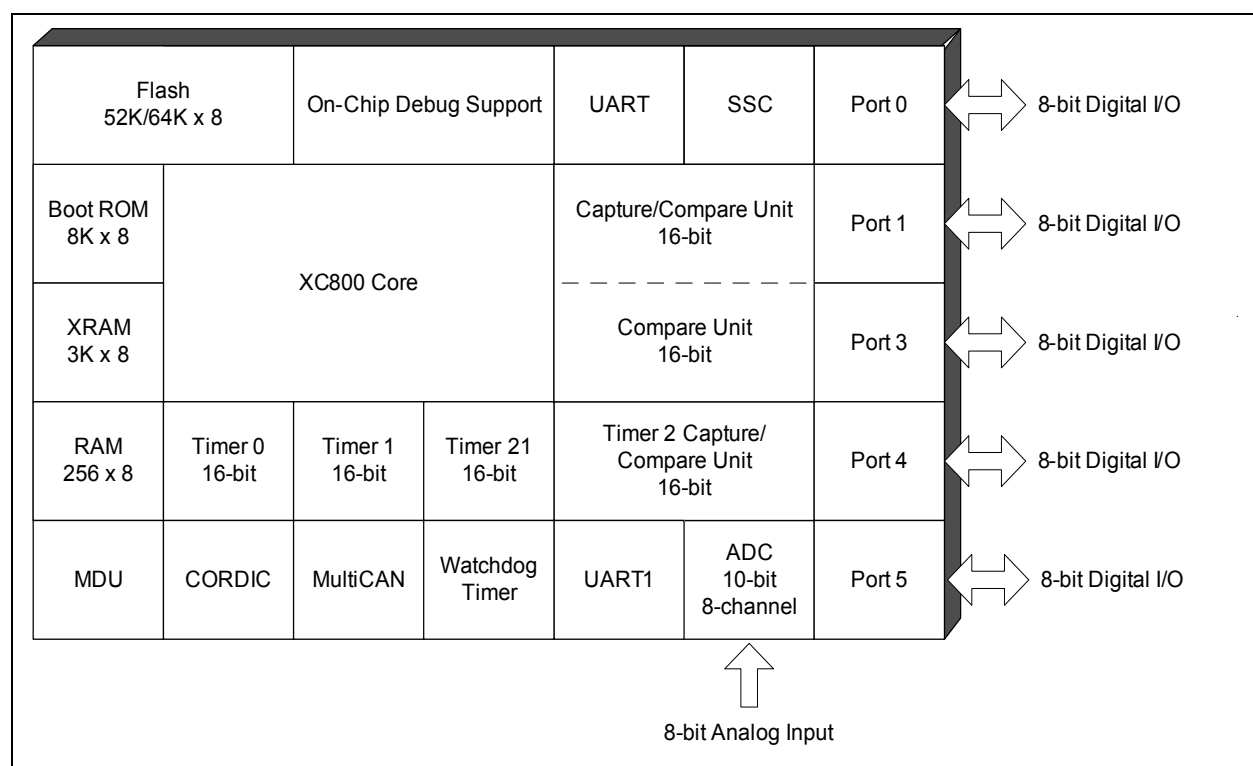 Flash
52K/64K x 8
On-Chip Debug Support
UART
SSC
Port 0
8-bit Digital I/O
Boot ROM
8K x 8
XC800 Core
Capture/Compare Unit
16-bit
Port 1
8-bit Digital I/O
XRAM
3K x 8
Compare Unit
16-bit
Port 3
8-bit Digital I/O
RAM
256 x 8
Timer 0
16-bit
Timer 1
16-bit
Timer 21
16-bit
Timer 2 Capture/
Compare Unit
16-bit
Port 4
8-bit Digital I/O
MDU
CORDIC
MultiCAN
Watchdog
Timer
UART1
ADC
10-bit
8-channel
Port 5
8-bit Digital I/O
8-bit Analog Input